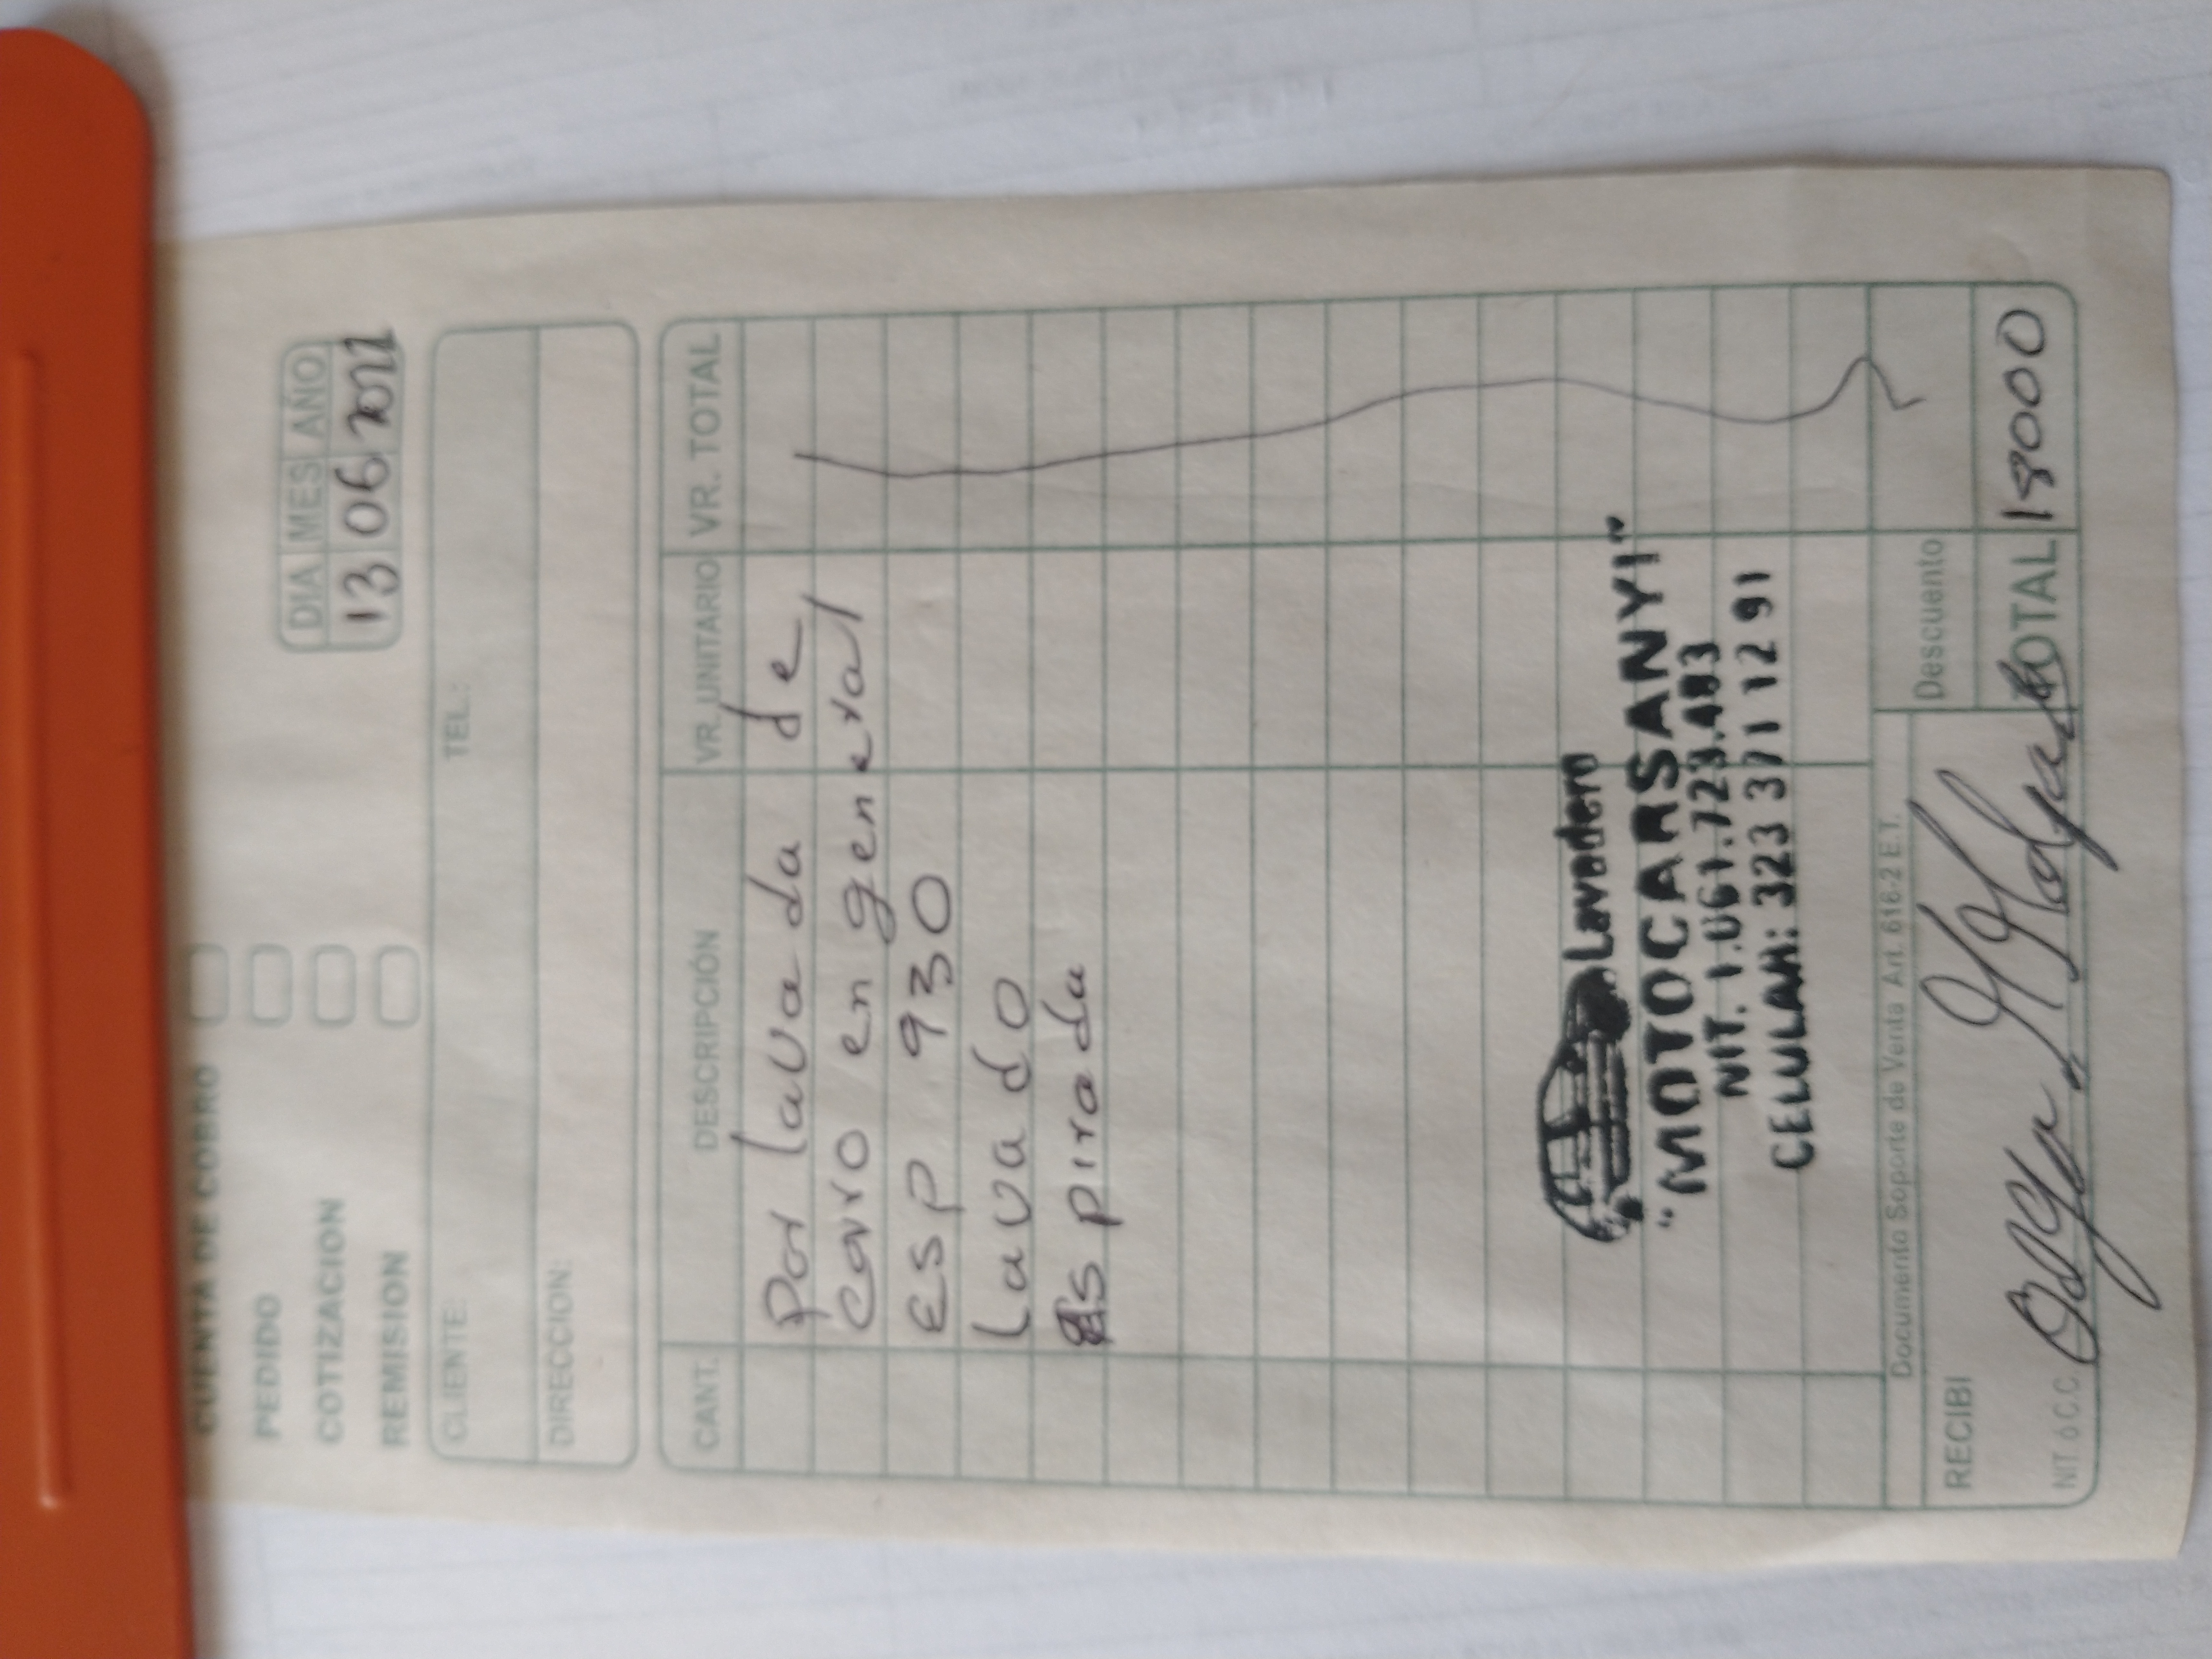 CUENTA DE COBRO
PEDIDO
COTIZACION
REMISION
DIA MES AÑO
13 06 2022
CLIENTE:
TEL.:
DIRECCION:
CANT. DESCRIPCIÓN VR. UNITARIO VR. TOTAL
Por lavada de
carro en general
ESP 930
Lavado
Aspirada
Lavadero
"MOTOCARSANYI"
NIT. 1.061.723.483
CELULAR: 323 371 12 91
Documento Soporte de Venta Art. 616-2 E.T.
RECIBI
Descuento
NIT ó C.C.
TOTAL 18000